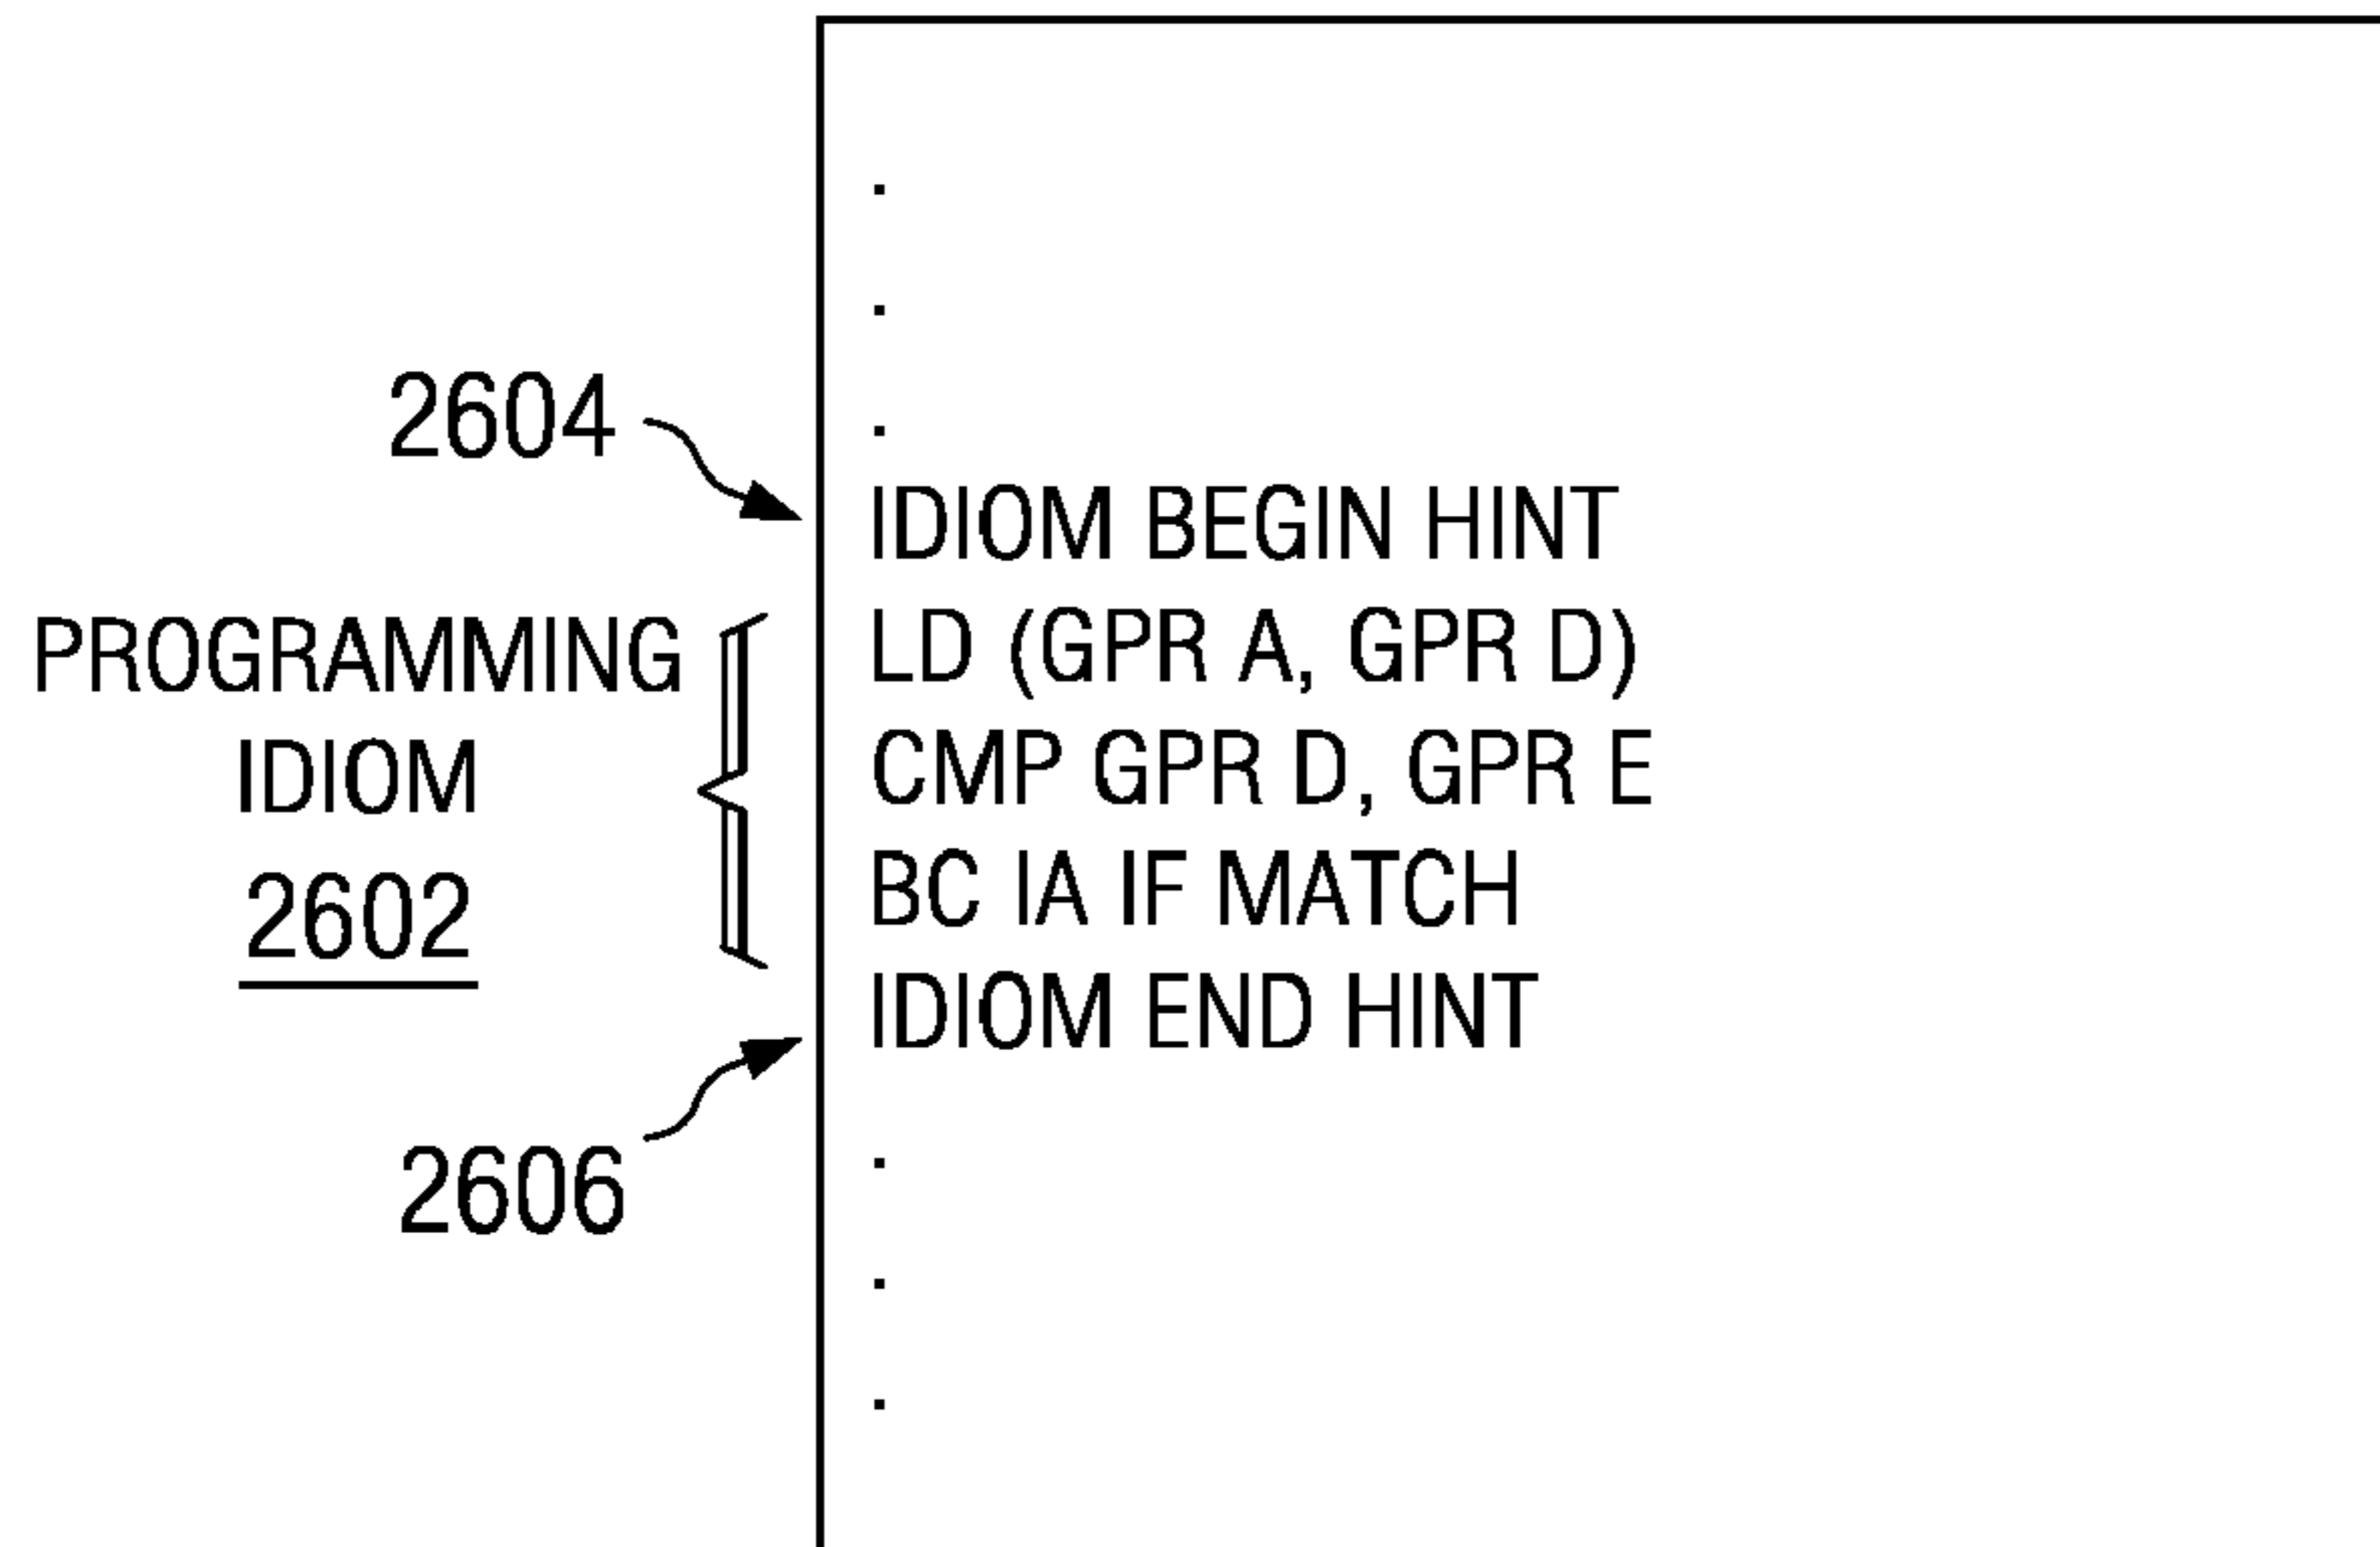 .
.
.
2604
IDIOM BEGIN HINT
PROGRAMMING
IDIOM
2602
LD (GPR A, GPR D)
CMP GPR D, GPR E
BC IA IF MATCH
IDIOM END HINT
2606
.
.
.